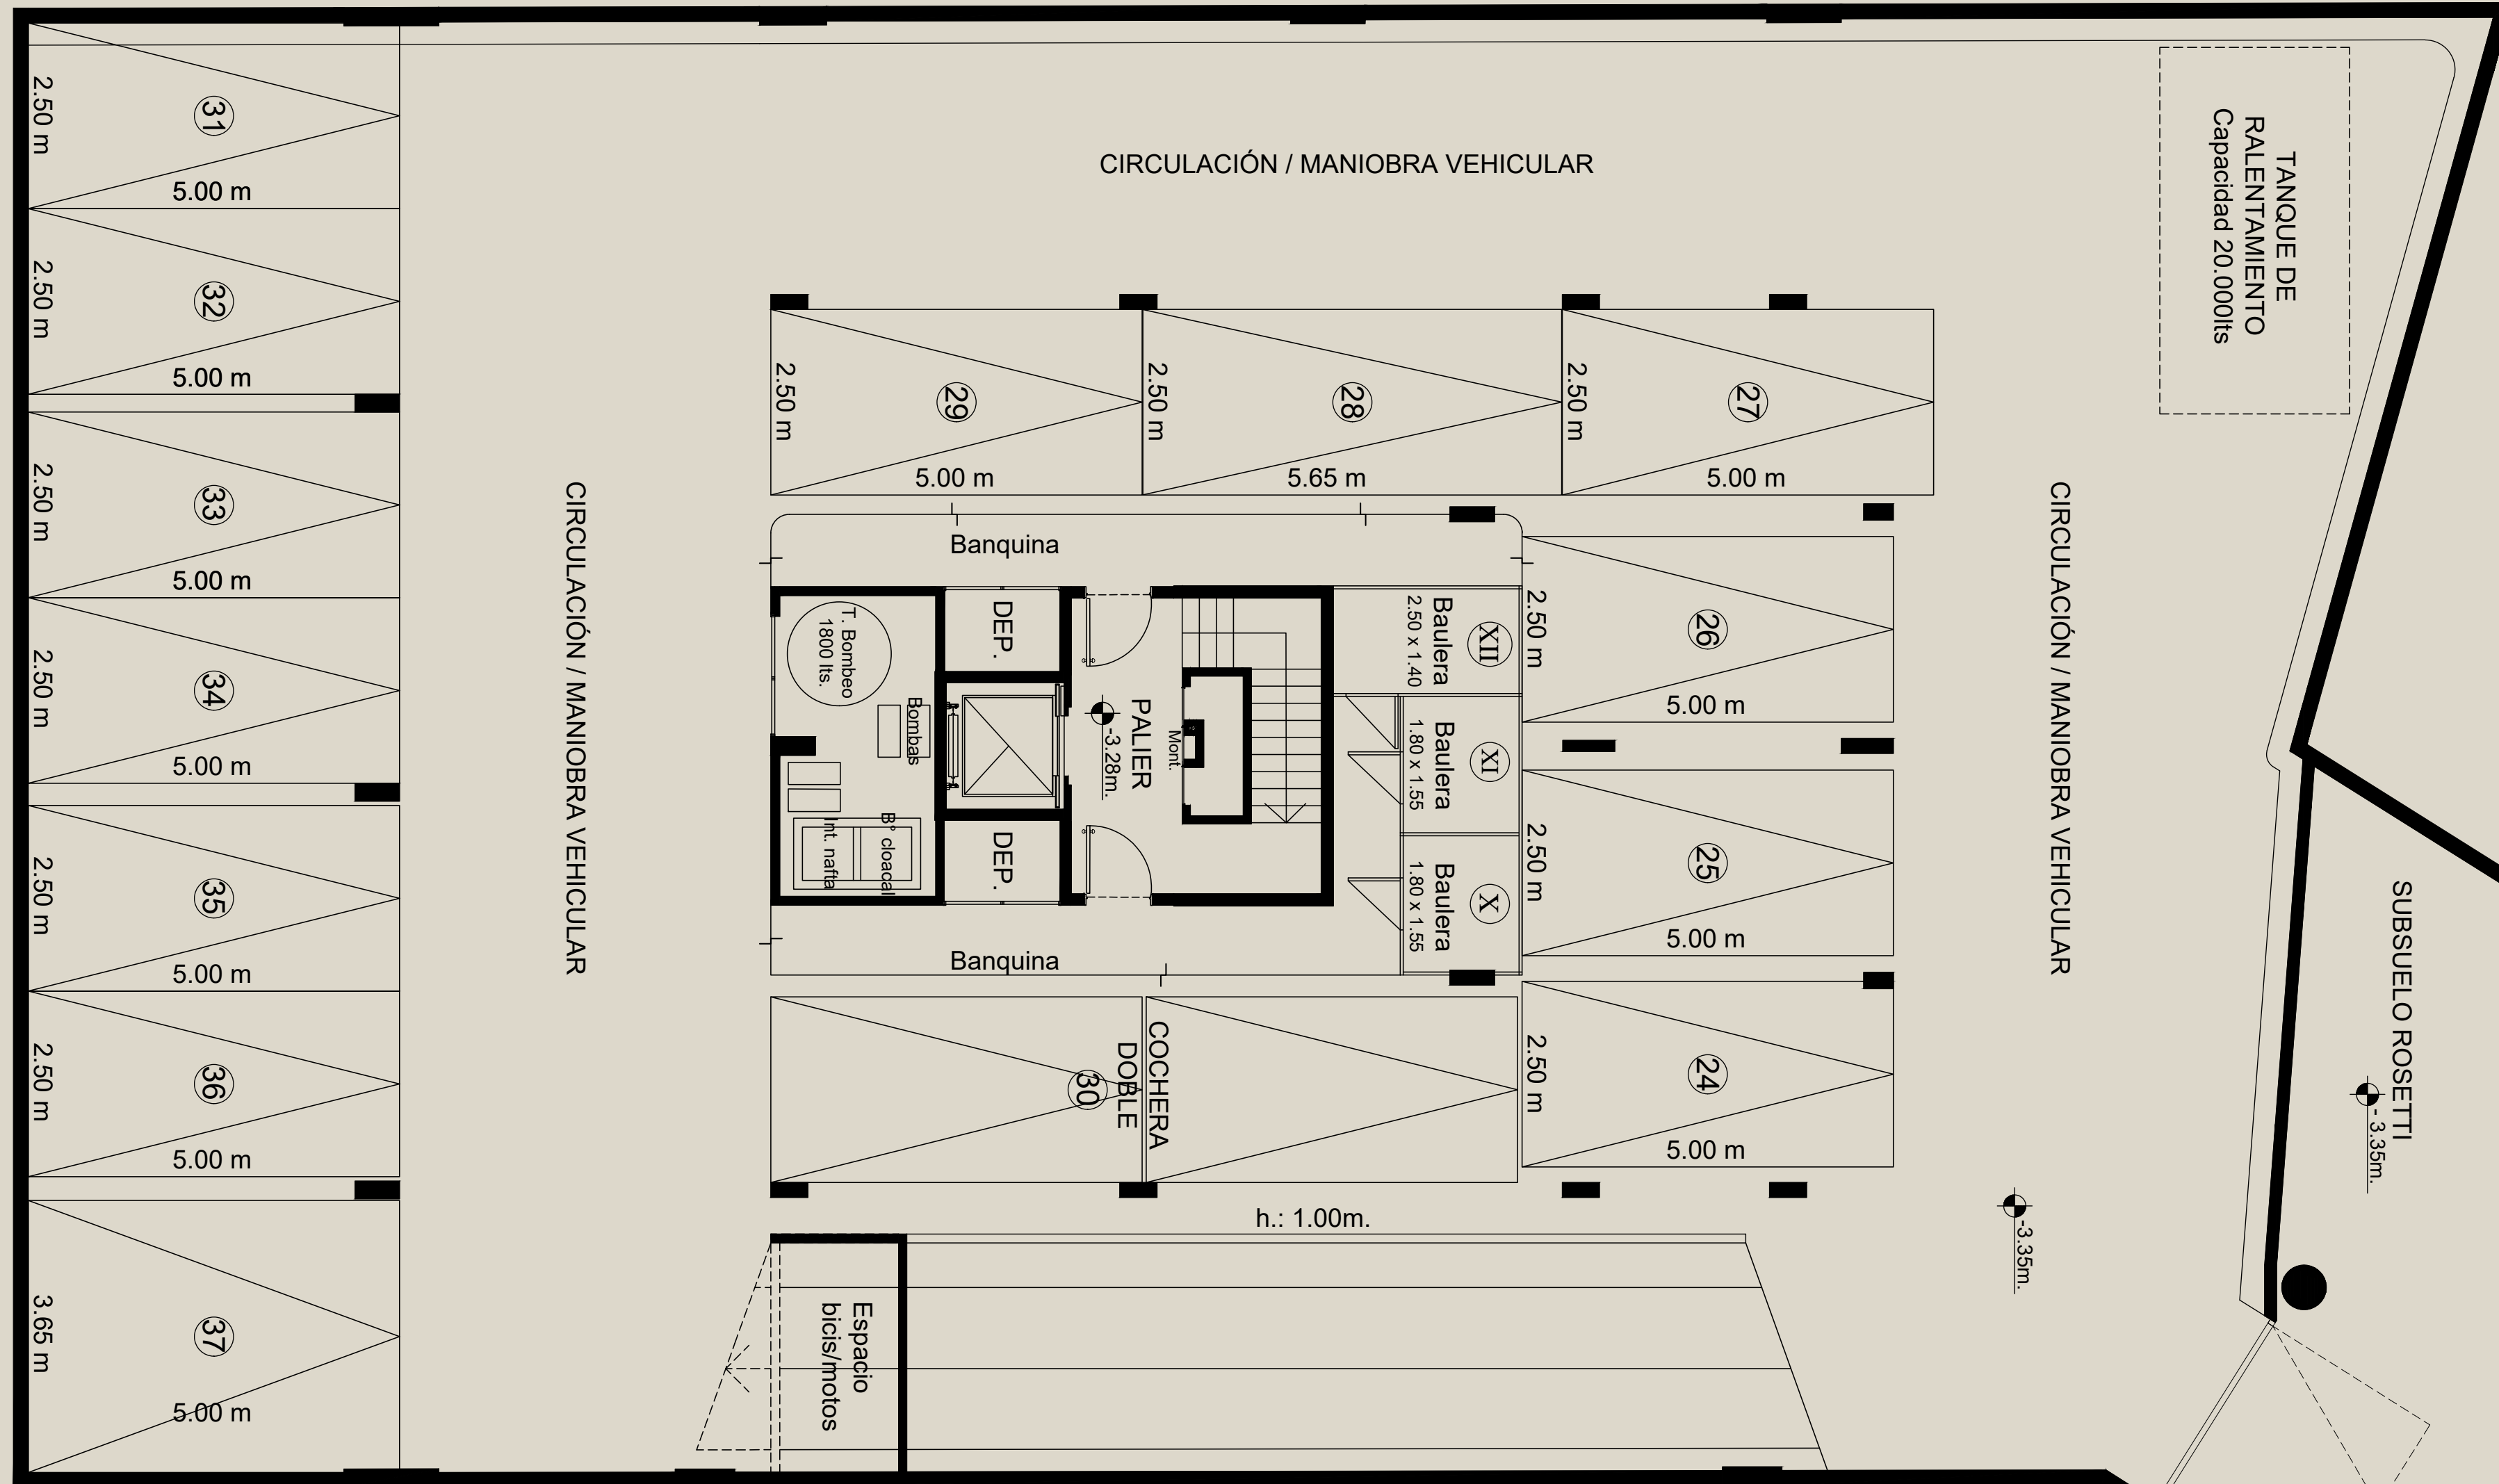 CIRCULACIÓN / MANIOBRA VEHICULAR
TANQUE DE
RALENTAMIENTO
Capacidad 20.000lts
31
2.50 m
5.00 m
32
2.50 m
5.00 m
33
2.50 m
5.00 m
34
2.50 m
5.00 m
35
2.50 m
5.00 m
36
2.50 m
5.00 m
37
3.65 m
5.00 m
CIRCULACIÓN / MANIOBRA VEHICULAR
29
2.50 m
5.00 m
28
2.50 m
5.65 m
27
2.50 m
5.00 m
Banquina
T. Bombeo
1800 lts.
Bombas
B° cloacal
Int. nafta
DEP.
DEP.
PALIER
-3.28m.
Mont.
XII
Baulera
2.50 x 1.40
XI
Baulera
1.80 x 1.55
X
Baulera
1.80 x 1.55
Banquina
26
2.50 m
5.00 m
25
2.50 m
5.00 m
24
2.50 m
5.00 m
COCHERA
DOBLE
30
h.: 1.00m.
Espacio
bicis/motos
CIRCULACIÓN / MANIOBRA VEHICULAR
-3.35m.
SUBSUELO ROSETTI
- 3.35m.